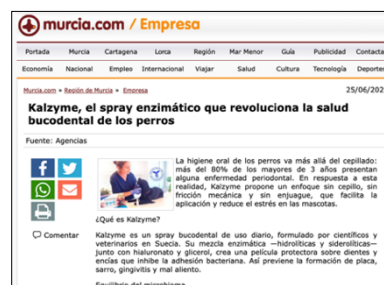 murcia.com / Empresa
Portada Murcia Cartagena Lorca Región Mar Menor Guía Publicidad Contacta
Economía Nacional Empleo Internacional Viajar Salud Cultura Tecnología Deportes
Murcia.com » Región de Murcia » Empresa
25/06/202
Kalzyme, el spray enzimático que revoluciona la salud
bucodental de los perros
Fuente: Agencias
La higiene oral de los perros va más allá del cepillado:
más del 80% de los mayores de 3 años presentan
alguna enfermedad periodontal. En respuesta a esta
realidad, Kalzyme propone un enfoque sin cepillo, sin
fricción mecánica y sin enjuague, que facilita la
aplicación y reduce el estrés en las mascotas.
¿Qué es Kalzyme?
Comentar
Kalzyme es un spray bucodental de uso diario, formulado por científicos y
veterinarios en Suecia. Su mezcla enzimática —hidrolíticas y siderolíticas—
junto con hialuronato y glicerol, crea una película protectora sobre dientes y
encías que inhibe la adhesión bacteriana. Así previene la formación de placa,
sarro, gingivitis y mal aliento.
Equilibrio del microbioma